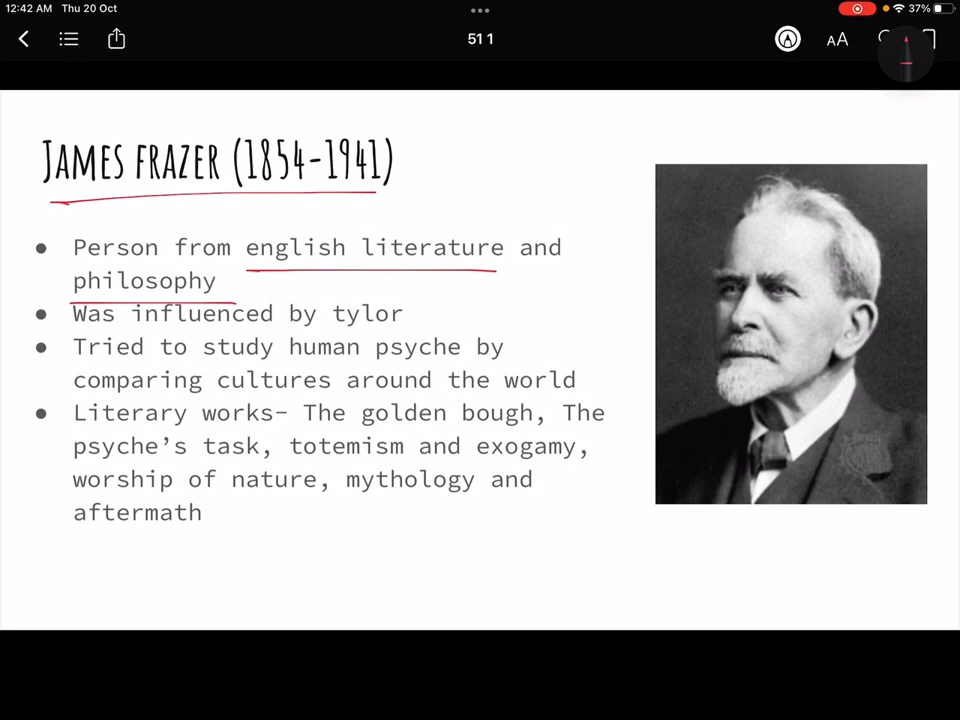 12:42 AM Thu 20 Oct
37%
51 1
AA
JAMES FRAZER (1854-1941)
● Person from english literature and
philosophy
● Was influenced by tylor
● Tried to study human psyche by
comparing cultures around the world
● Literary works- The golden bough, The
psyche's task, totemism and exogamy,
worship of nature, mythology and
aftermath